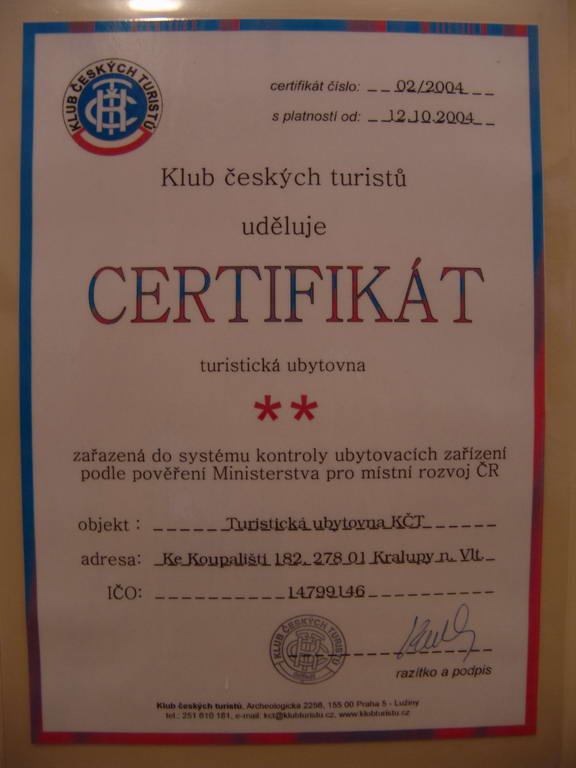 KLUB ČESKÝCH TURISTŮ
certifikát číslo: 02/2004
s platností od: 12.10.2004
Klub českých turistů
uděluje
CERTIFIKÁT
turistická ubytovna
**
zařazená do systému kontroly ubytovacích zařízení
podle pověření Ministerstva pro místní rozvoj ČR
objekt : Turistická ubytovna KČT
adresa: Ke Koupališti 182, 278 01 Kralupy n. Vlt.
IČO: 14799146
KLUB ČESKÝCH TURISTŮ
razítko a podpis
Klub českých turistů, Archeologická 2256, 155 00 Praha 5 - Lužiny
tel.: 251 610 181, e-mail: kct@klubturistu.cz, www.klubturistu.cz